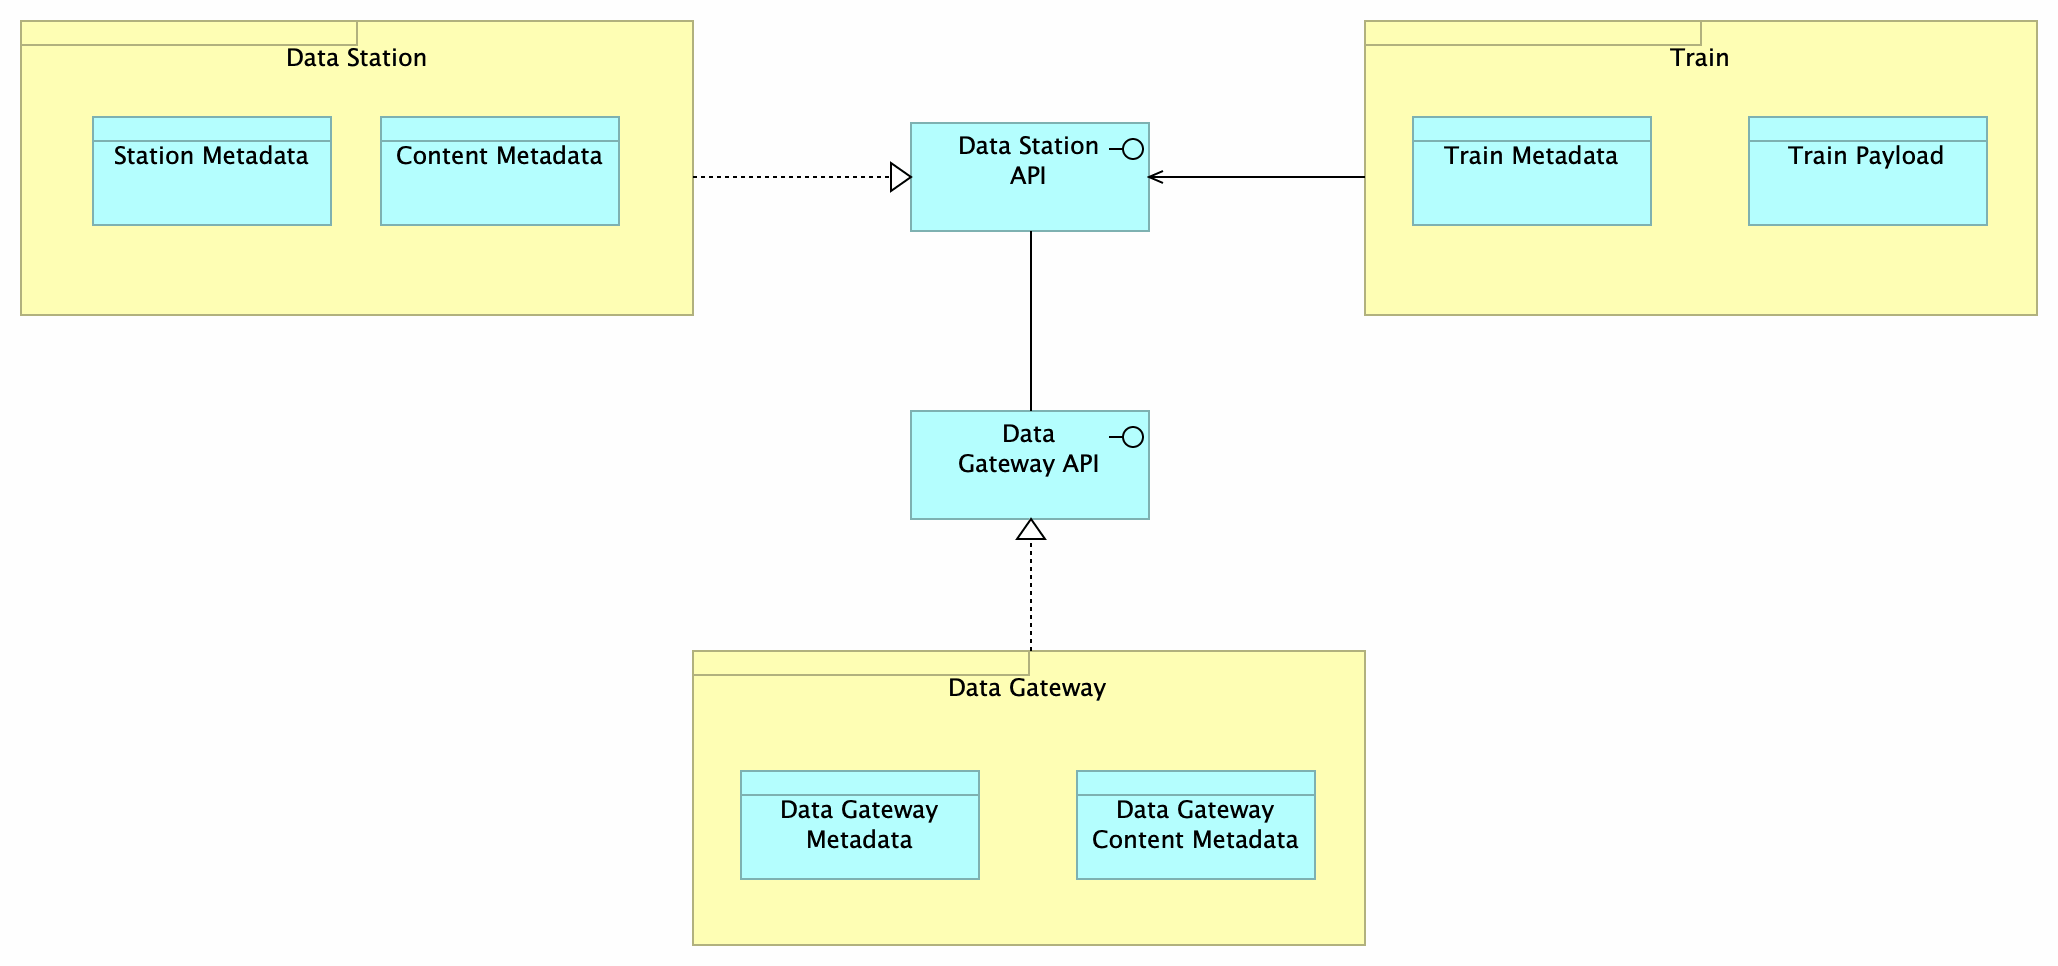 Data Station
Station Metadata
Content Metadata
Data Station
API
Train
Train Metadata
Train Payload
Data
Gateway API
Data Gateway
Data Gateway
Metadata
Data Gateway
Content Metadata